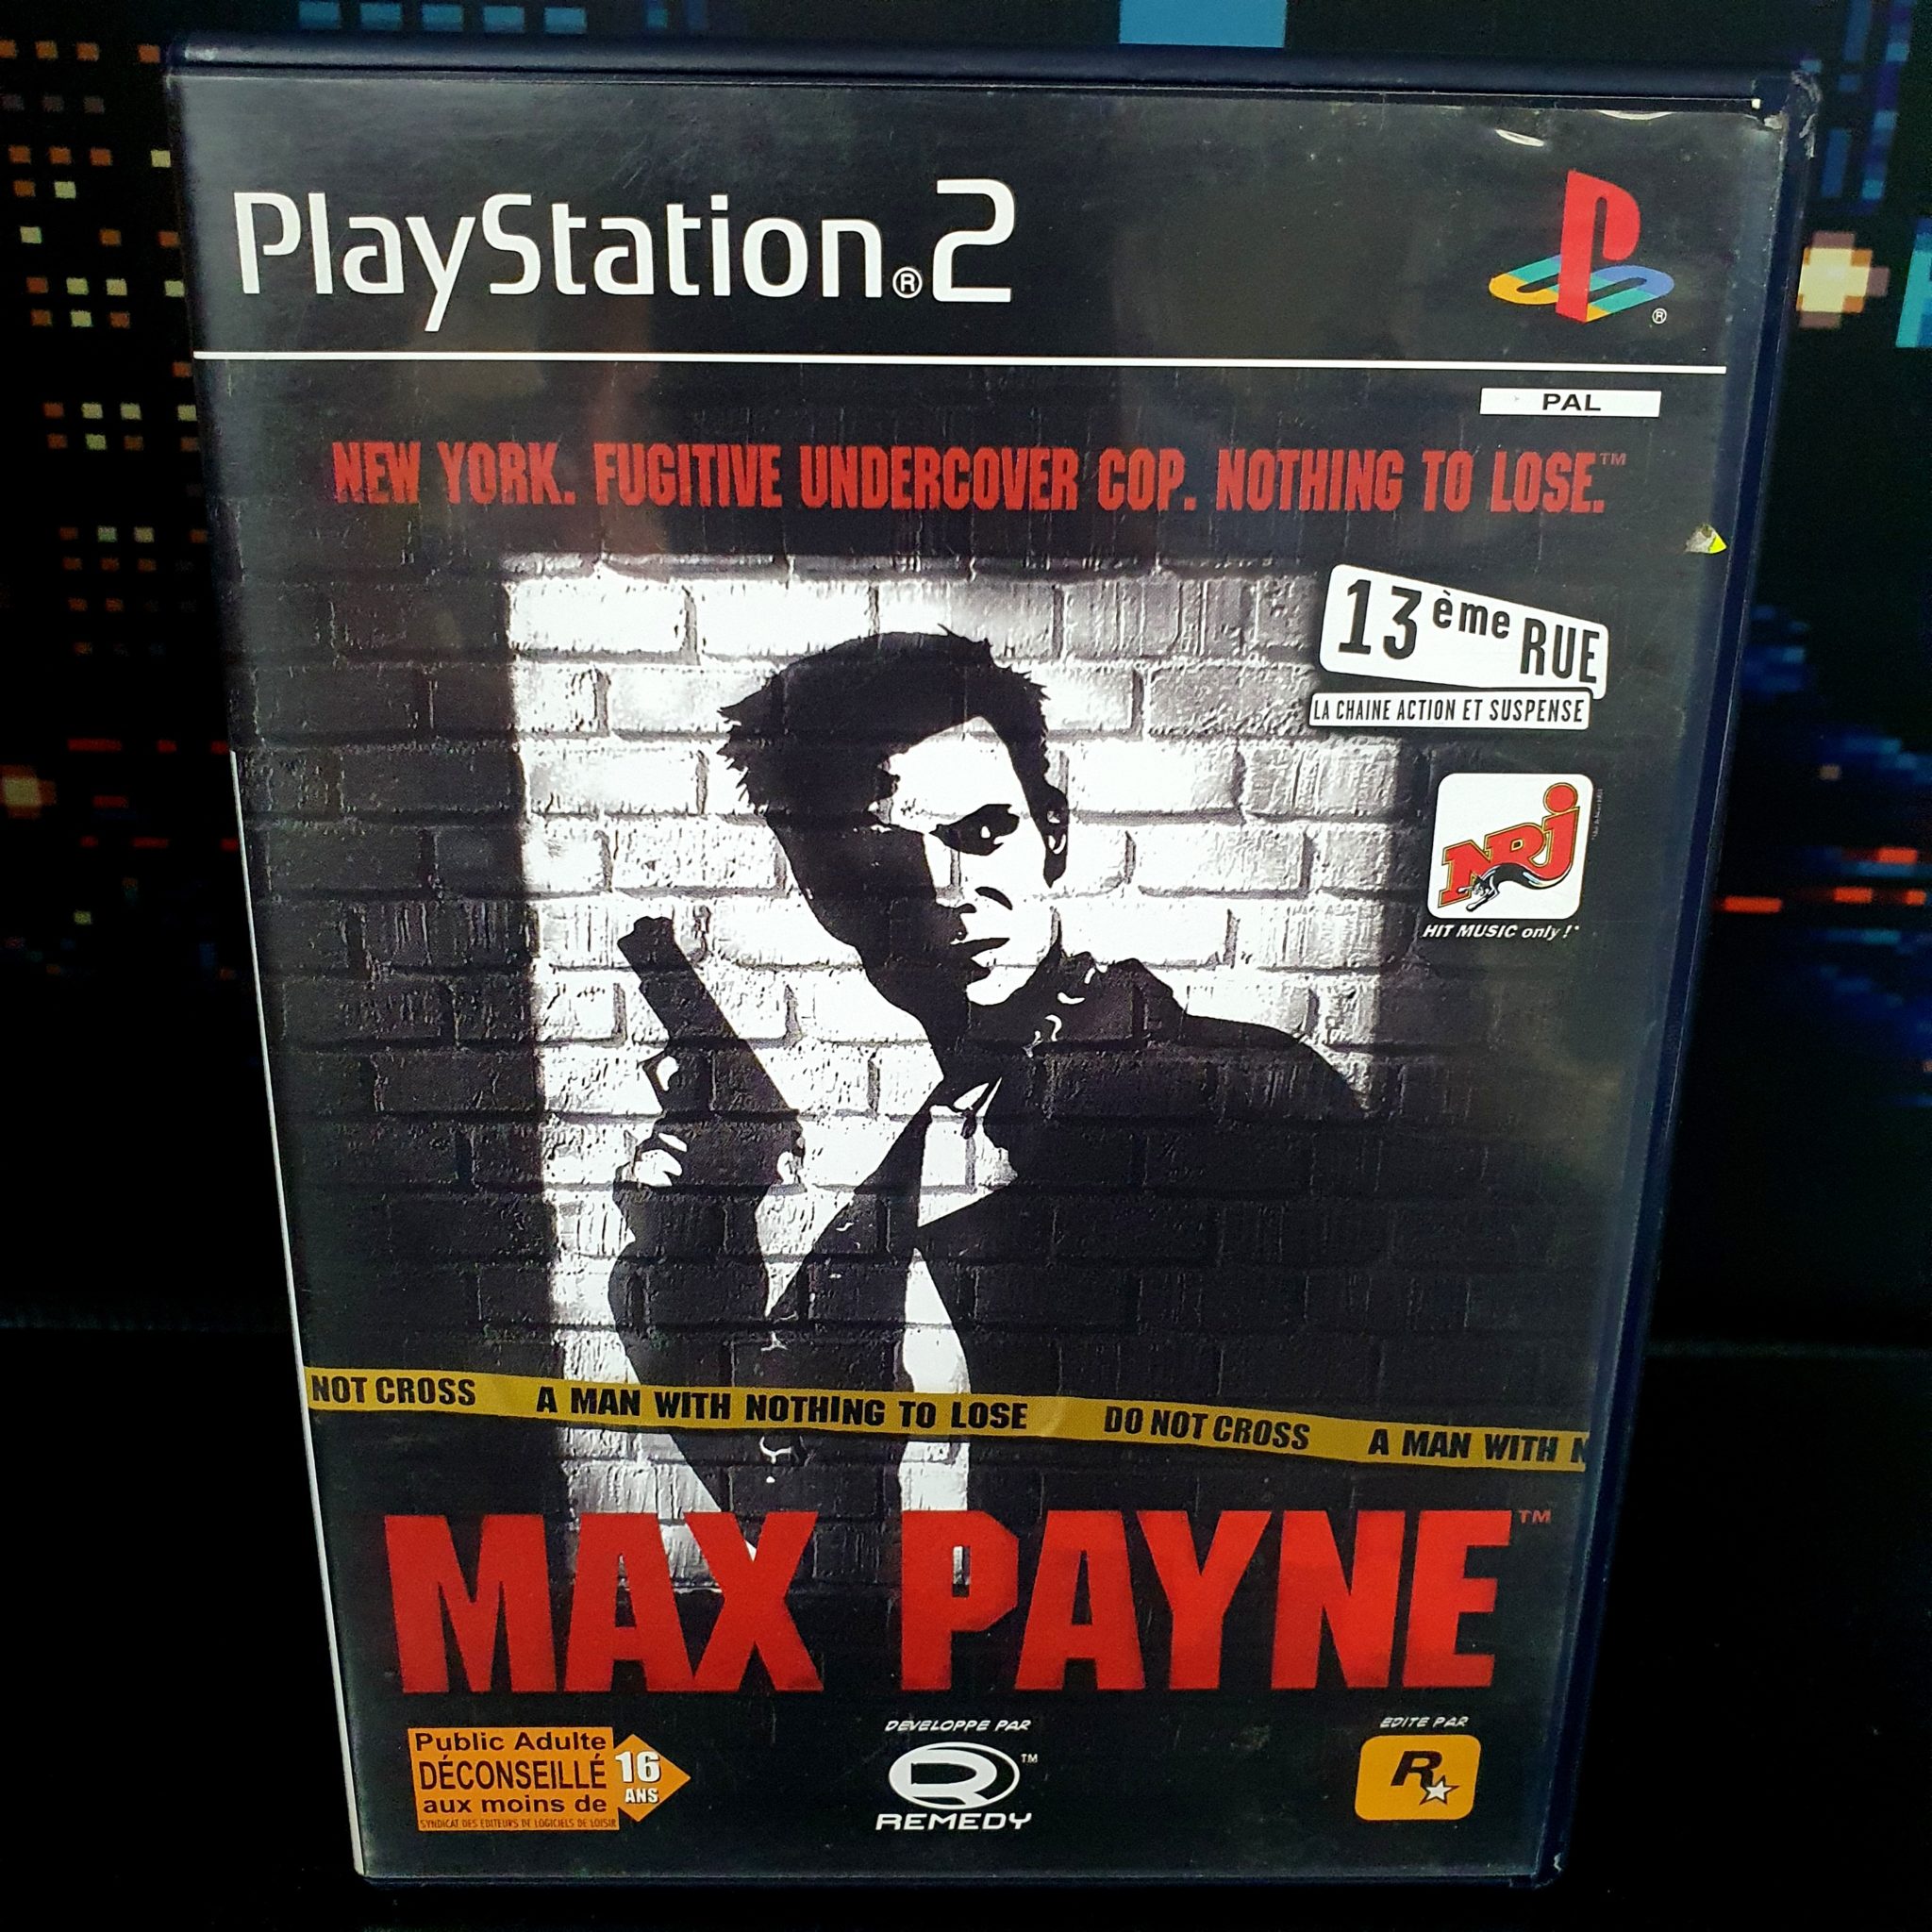 PlayStation®2
®
PAL
NEW YORK. FUGITIVE UNDERCOVER COP. NOTHING TO LOSE.™
13ème RUE
LA CHAINE ACTION ET SUSPENSE
NRJ
HIT MUSIC only !*
NOT CROSS A MAN WITH NOTHING TO LOSE DO NOT CROSS A MAN WITH N
MAX PAYNE™
Public Adulte
DÉCONSEILLÉ
aux moins de
16
ANS
SYNDICAT DES EDITEURS DE LOGICIELS DE LOISIR
DEVELOPPE PAR
R™
REMEDY
EDITE PAR
R